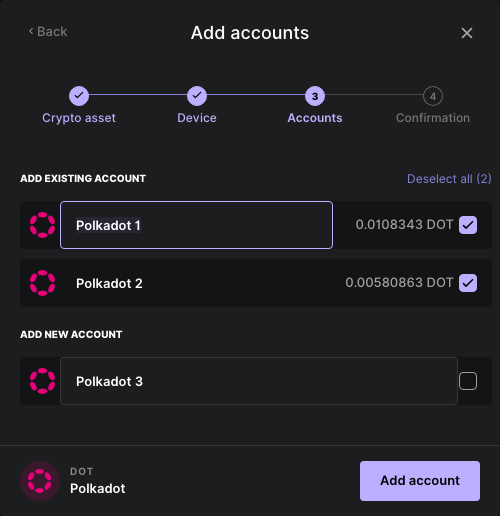 Back
Add accounts
3
4
Crypto asset
Device
Accounts
Confirmation
ADD EXISTING ACCOUNT
Deselect all (2)
Polkadot 1
0.0108343 DOT
Polkadot 2
0.00580863 DOT
ADD NEW ACCOUNT
Polkadot 3
DOT
Polkadot
Add account